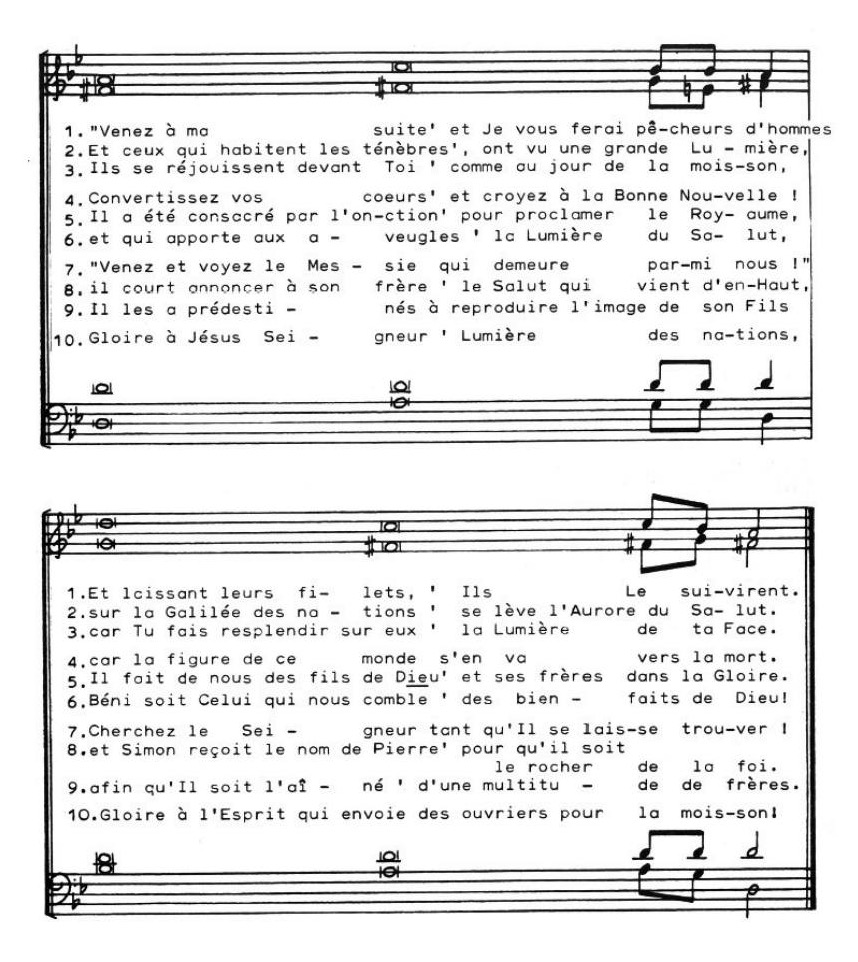 1. "Venez à ma suite' et Je vous ferai pê-cheurs d'hommes
2. Et ceux qui habitent les ténèbres', ont vu une grande Lu - mière,
3. Ils se réjouissent devant Toi ' comme au jour de la mois-son,
4. Convertissez vos coeurs' et croyez à la Bonne Nou-velle !
5. Il a été consacré par l'on-ction' pour proclamer le Roy- aume,
6. et qui apporte aux a - veugles ' la Lumière du Sa- lut,
7. "Venez et voyez le Mes - sie qui demeure par-mi nous !"
8. il court annoncer à son frère ' le Salut qui vient d'en-Haut,
9. Il les a prédesti - nés à reproduire l'image de son Fils
10. Gloire à Jésus Sei - gneur ' Lumière des na-tions,
1.Et laissant leurs fi- lets, ' Ils Le sui-virent.
2.sur la Galilée des na - tions ' se lève l'Aurore du Sa- lut.
3.car Tu fais resplendir sur eux ' la Lumière de ta Face.
4.car la figure de ce monde s'en va vers la mort.
5. Il fait de nous des fils de Dieu' et ses frères dans la Gloire.
6.Béni soit Celui qui nous comble ' des bien - faits de Dieu!
7.Cherchez le Sei - gneur tant qu'Il se lais-se trou-ver !
8.et Simon reçoit le nom de Pierre' pour qu'il soit
le rocher de la foi.
9.afin qu'Il soit l'aî - né ' d'une multitu - de de frères.
10.Gloire à l'Esprit qui envoie des ouvriers pour la mois-son!